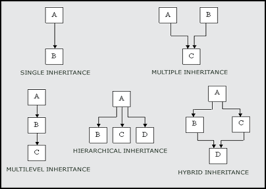 A
B
SINGLE INHERITANCE
A B
C
MULTIPLE INHERITANCE
A
B
C
MULTILEVEL INHERITANCE
A
B C D
HIERARCHICAL INHERITANCE
A
B C
D
HYBRID INHERITANCE